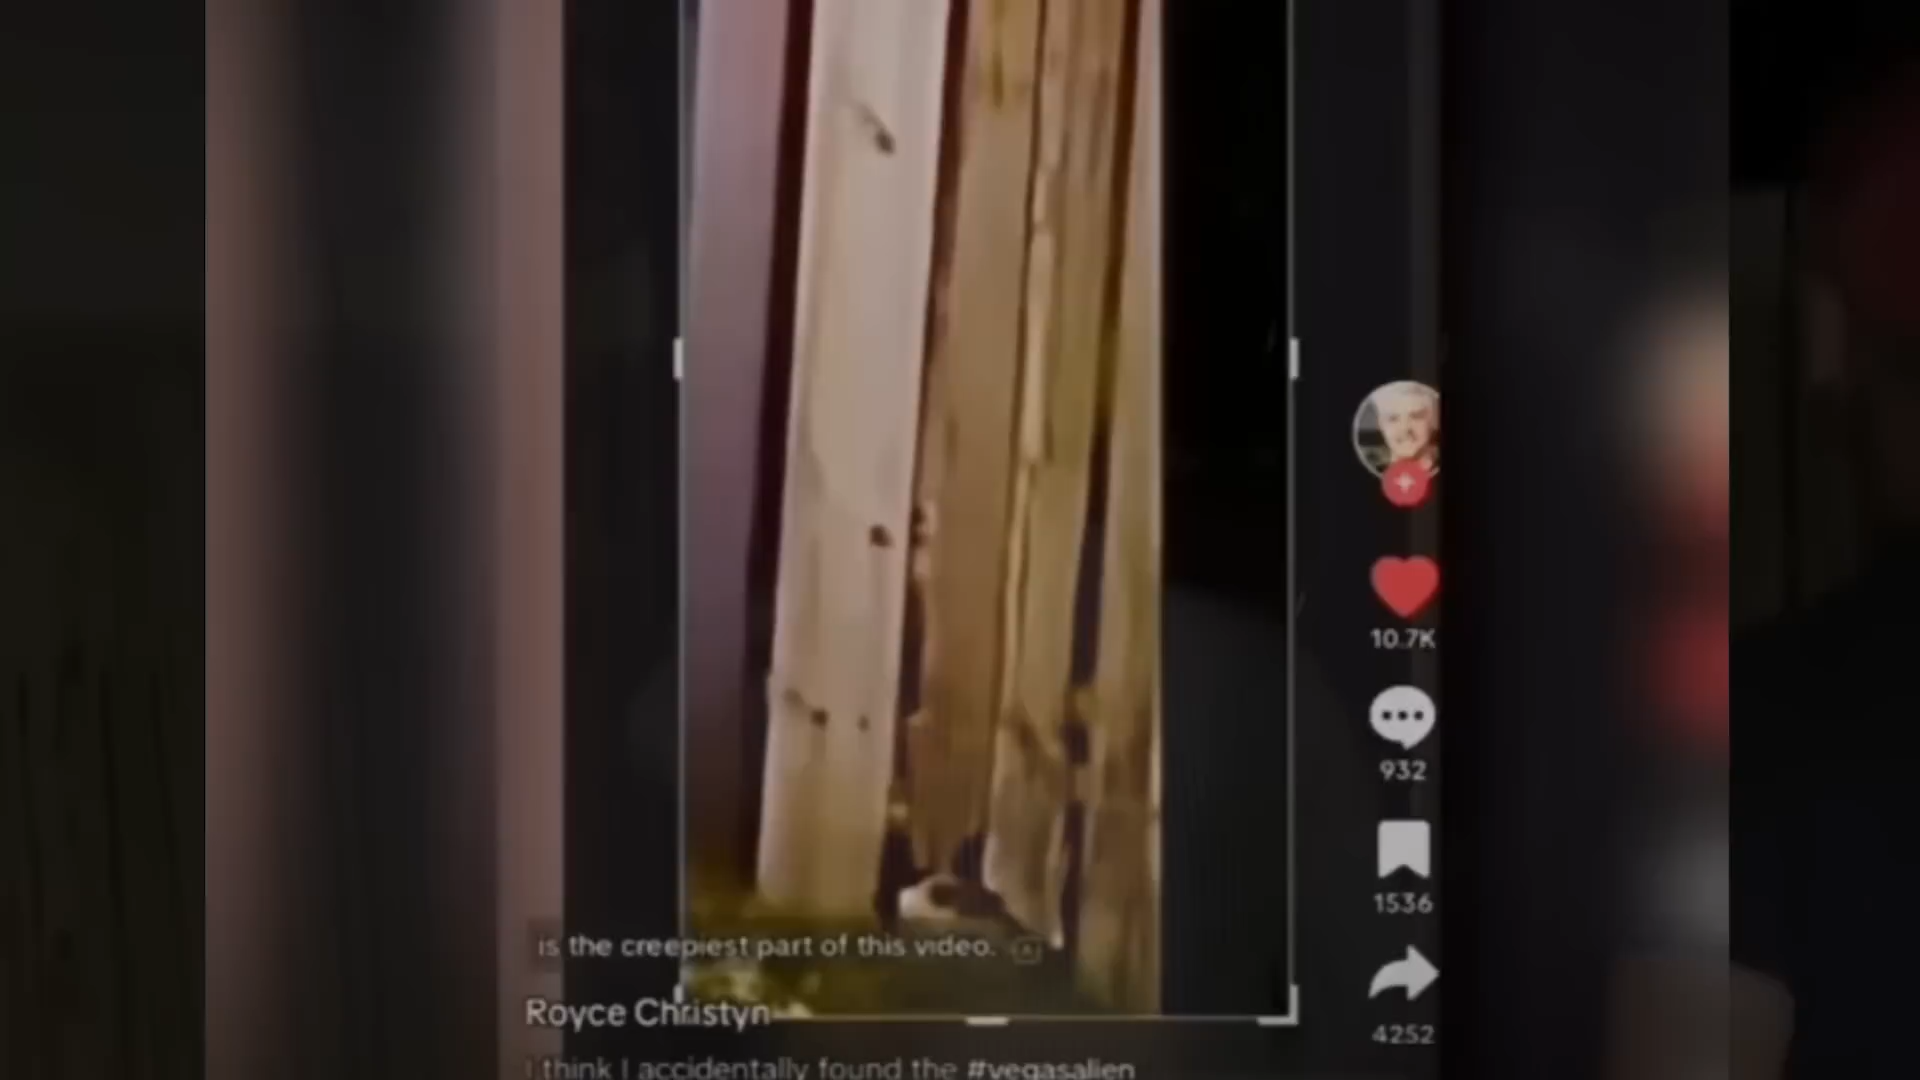 10.7K
932
1536
is the creepiest part of this video.
Royce Christyn
4252
I think I accidentally found the #vegasalien